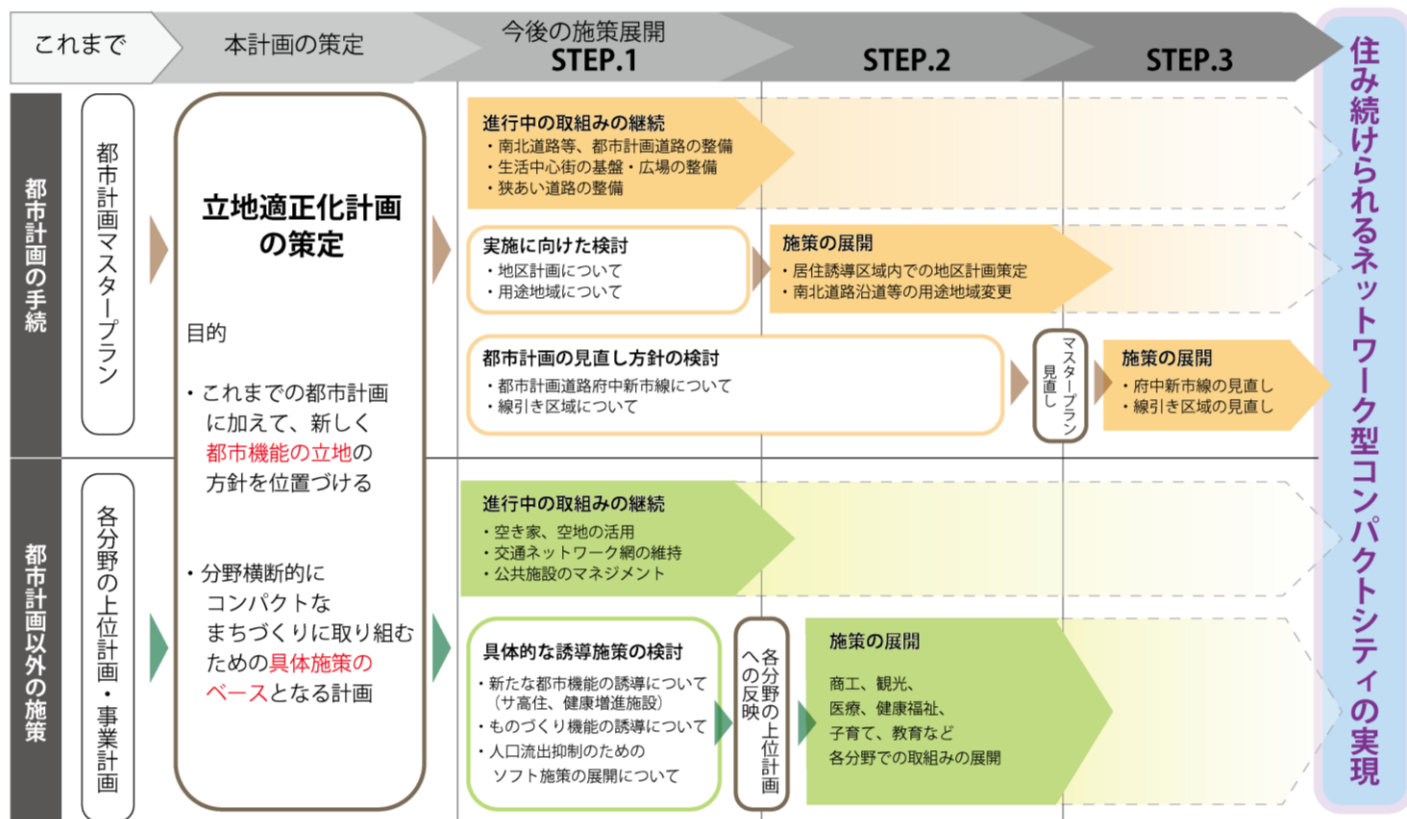 これまで
本計画の策定
今後の施策展開
STEP.1
STEP.2
STEP.3
都市計画の手続
都市計画マスタープラン
立地適正化計画
の策定
目的
・これまでの都市計画
に加えて、新しく
都市機能の立地の
方針を位置づける
・分野横断的に
コンパクトな
まちづくりに取り組む
ための具体施策の
ベースとなる計画
進行中の取組みの継続
・南北道路等、都市計画道路の整備
・生活中心街の基盤・広場の整備
・狭あい道路の整備
実施に向けた検討
・地区計画について
・用途地域について
施策の展開
・居住誘導区域内での地区計画策定
・南北道路沿道等の用途地域変更
都市計画の見直し方針の検討
・都市計画道路府中新市線について
・線引き区域について
マスタープラン
見直し
施策の展開
・府中新市線の見直し
・線引き区域の見直し
都市計画以外の施策
各分野の上位計画・事業計画
進行中の取組みの継続
・空き家、空地の活用
・交通ネットワーク網の維持
・公共施設のマネジメント
具体的な誘導施策の検討
・新たな都市機能の誘導について
（サ高住、健康増進施設）
・ものづくり機能の誘導について
・人口流出抑制のための
ソフト施策の展開について
各分野の上位計画
への反映
施策の展開
商工、観光、
医療、健康福祉、
子育て、教育など
各分野での取組みの展開
住み続けられるネットワーク型コンパクトシティの実現